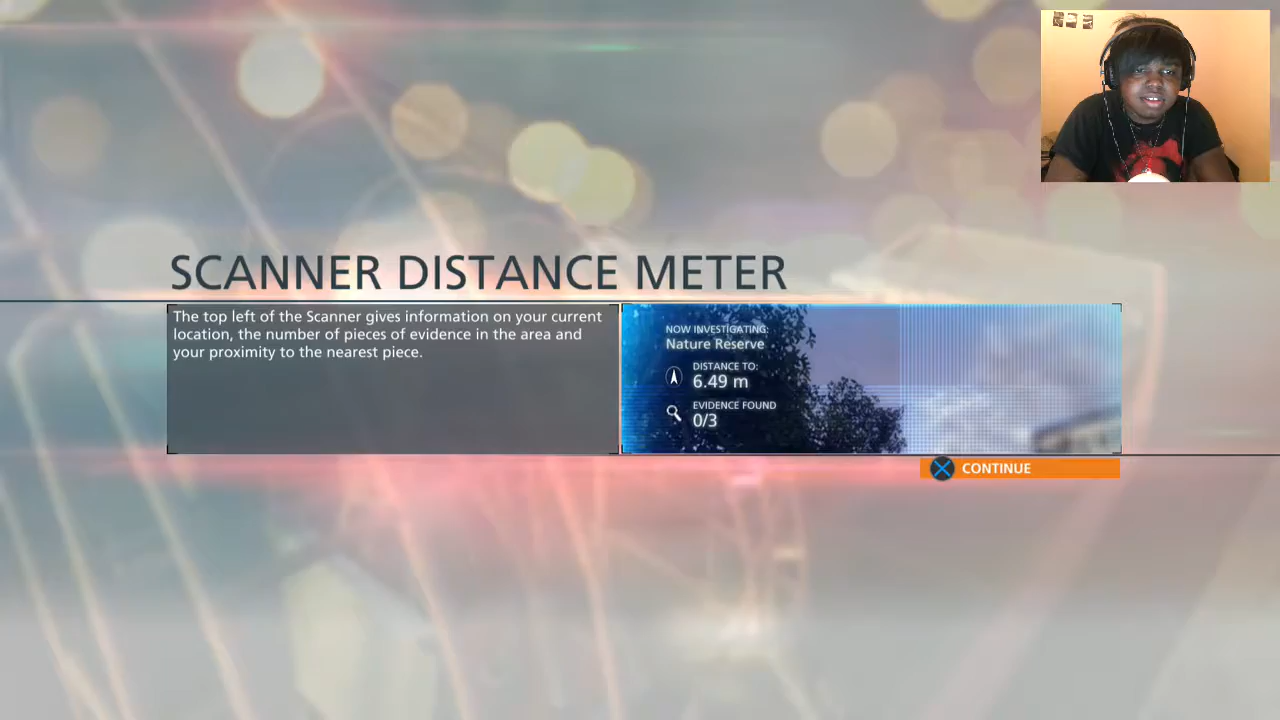 SCANNER DISTANCE METER
The top left of the Scanner gives information on your current
location, the number of pieces of evidence in the area and
your proximity to the nearest piece.
NOW INVESTIGATING:
Nature Reserve
DISTANCE TO:
6.49 m
EVIDENCE FOUND
0/3
CONTINUE